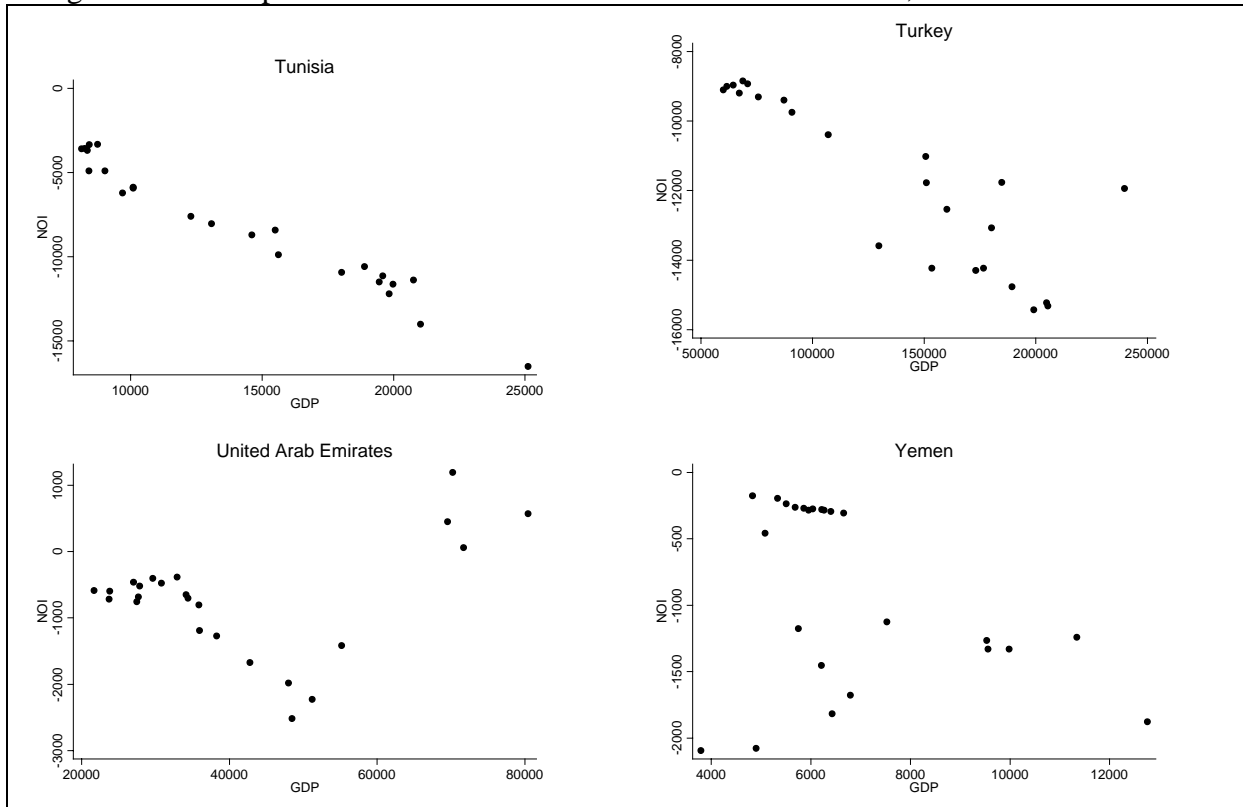 Tunisia
0
-5000
-10000
-15000
NOI
10000 15000 20000 25000
GDP
Turkey
-8000
-10000
-12000
-14000
-16000
NOI
50000 100000 150000 200000 250000
GDP
United Arab Emirates
1000
0
-1000
-2000
-3000
NOI
20000 40000 60000 80000
GDP
Yemen
0
-500
-1000
-1500
-2000
NOI
4000 6000 8000 10000 12000
GDP